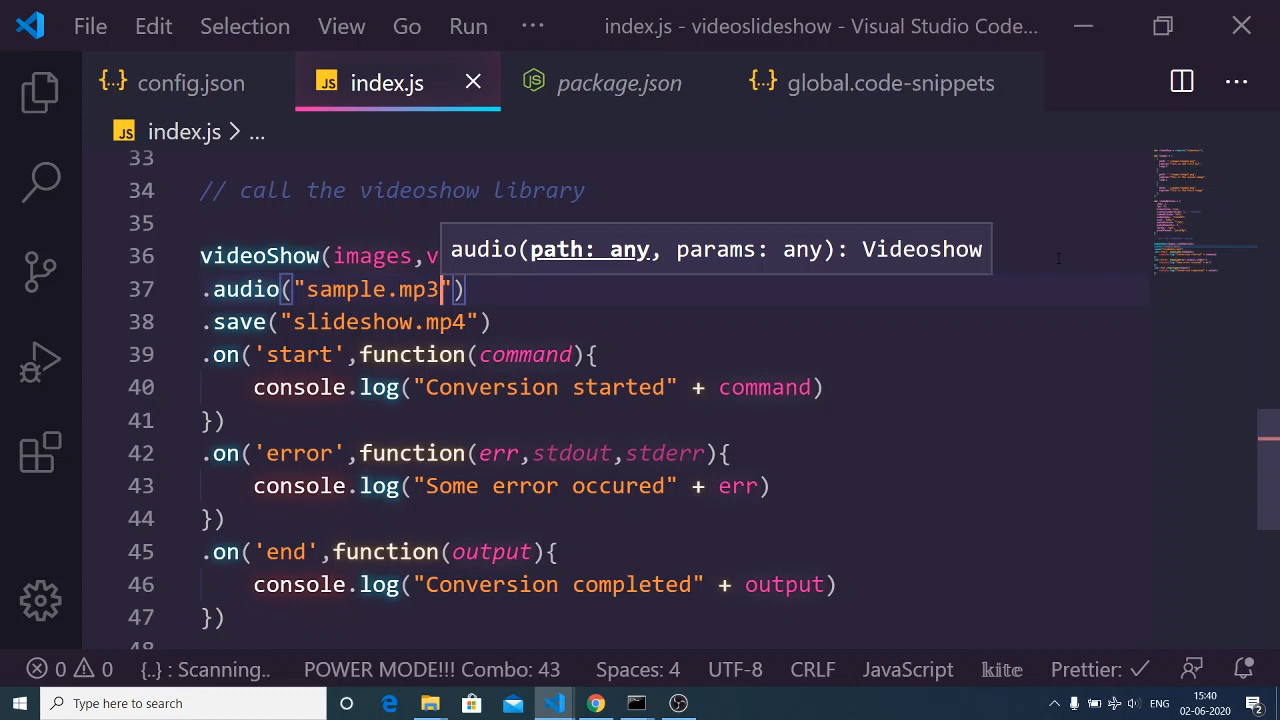 File Edit Selection View Go Run ··· index.js - videoslideshow - Visual Studio Code...
config.json index.js package.json global.code-snippets ···
index.js > ...
33
34 // call the videoshow library
35
audio(path: any, params: any): Videoshow
36 videoShow(images,v
37 .audio("sample.mp3")
38 .save("slideshow.mp4")
39 .on('start',function(command){
40 console.log("Conversion started" + command)
41 })
42 .on('error',function(err,stdout,stderr){
43 console.log("Some error occured" + err)
44 })
45 .on('end',function(output){
46 console.log("Conversion completed" + output)
47 })
0 0 {..} : Scanning... POWER MODE!!! Combo: 43 Spaces: 4 UTF-8 CRLF JavaScript kite Prettier: ✓
Type here to search
15:40
02-06-2020
2